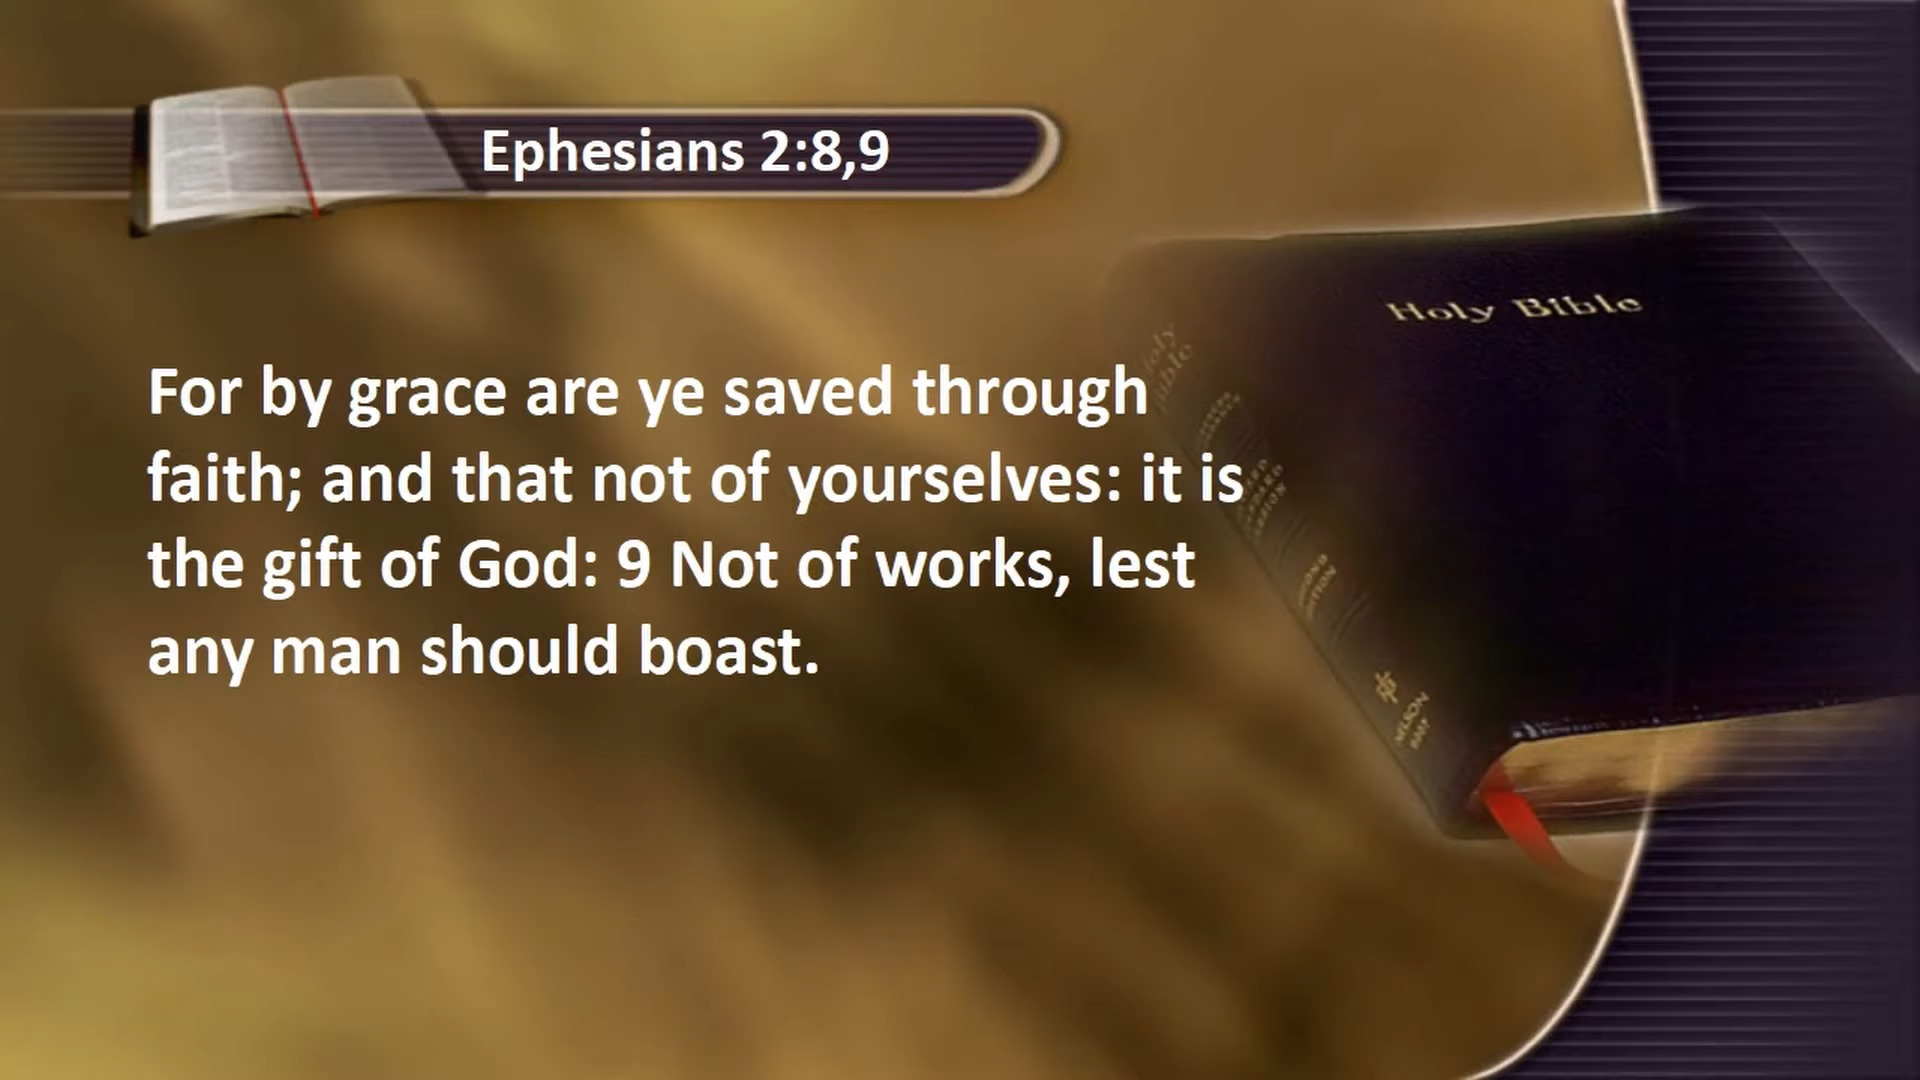 Ephesians 2:8,9
For by grace are ye saved through
faith; and that not of yourselves: it is
the gift of God: 9 Not of works, lest
any man should boast.
Holy Bible
NELSON